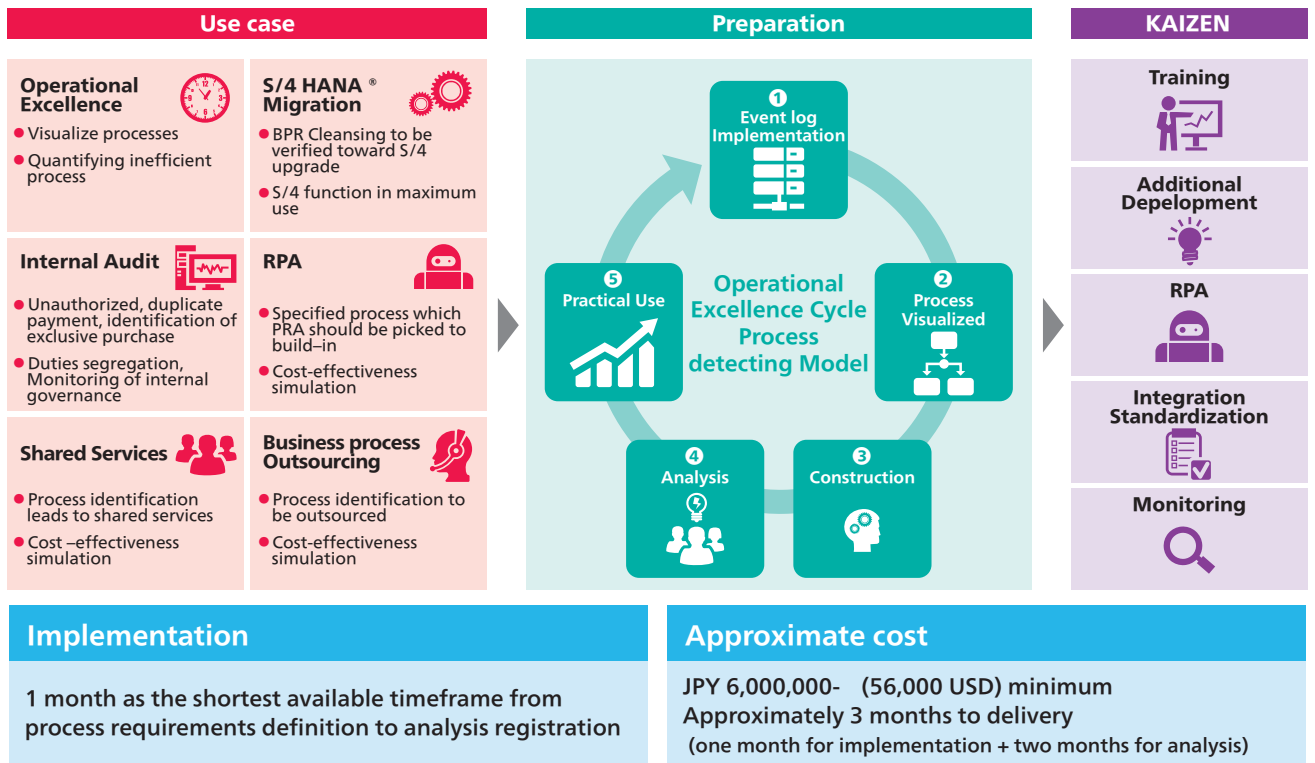 Use case
Operational
Excellence
● Visualize processes
● Quantifying inefficient
process
S/4 HANA ®
Migration
● BPR Cleansing to be
verified toward S/4
upgrade
● S/4 function in maximum
use
Internal Audit
● Unauthorized, duplicate
payment, identification of
exclusive purchase
● Duties segregation,
Monitoring of internal
governance
RPA
● Specified process which
PRA should be picked to
build–in
● Cost-effectiveness
simulation
Shared Services
● Process identification
leads to shared services
● Cost –effectiveness
simulation
Business process
Outsourcing
● Process identification to
be outsourced
● Cost-effectiveness
simulation
Preparation
1
Event log
Implementation
2
Process
Visualized
3
Construction
4
Analysis
5
Practical Use
Operational
Excellence Cycle
Process
detecting Model
KAIZEN
Training
Additional
Depelopment
RPA
Integration
Standardization
Monitoring
Implementation
1 month as the shortest available timeframe from
process requirements definition to analysis registration
Approximate cost
JPY 6,000,000- (56,000 USD) minimum
Approximately 3 months to delivery
(one month for implementation + two months for analysis)